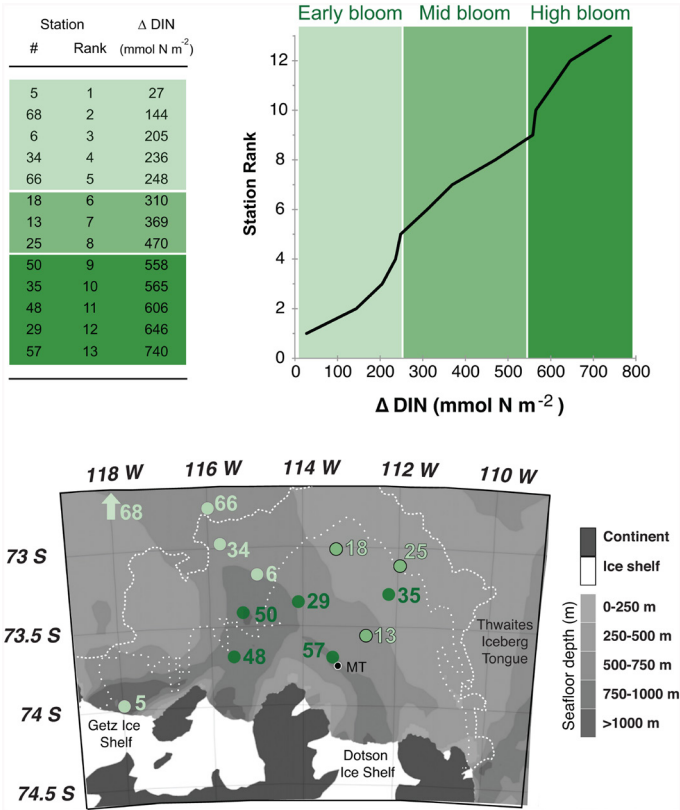 Station Δ DIN
# Rank (mmol N m-2)
5 1 27
68 2 144
6 3 205
34 4 236
66 5 248
18 6 310
13 7 369
25 8 470
50 9 558
35 10 565
48 11 606
29 12 646
57 13 740
Early bloom Mid bloom High bloom
Station Rank
12
10
8
6
4
2
0
0 100 200 300 400 500 600 700 800
Δ DIN (mmol N m-2)
118 W 116 W 114 W 112 W 110 W
73 S
73.5 S
74 S
74.5 S
68
66
34
18
25
6
29
35
50
13
48
57
MT
5
Thwaites
Iceberg
Tongue
Getz Ice
Shelf
Dotson
Ice Shelf
Continent
Ice shelf
Seafloor depth (m)
0-250 m
250-500 m
500-750 m
750-1000 m
>1000 m